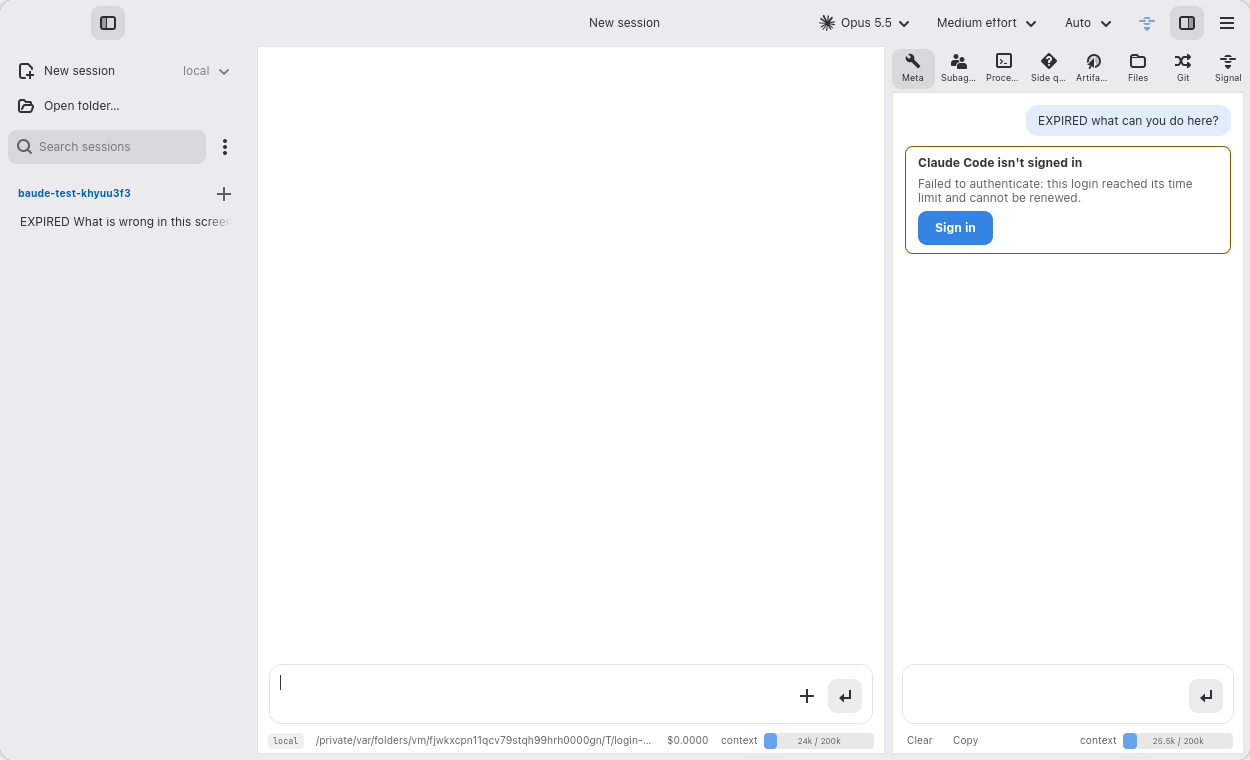 New session
Opus 5.5
Medium effort
Auto
New session
local
Open folder...
Search sessions
baude-test-khyuu3f3
EXPIRED What is wrong in this screen
Meta
Subag...
Proce...
Side q...
Artifa...
Files
Git
Signal
EXPIRED what can you do here?
Claude Code isn't signed in
Failed to authenticate: this login reached its time
limit and cannot be renewed.
Sign in
local
/private/var/folders/vm/fjwkxcpn11qcv79stqh99hrh0000gn/T/login-...
$0.0000
context
24k / 200k
Clear
Copy
context
25.5k / 200k